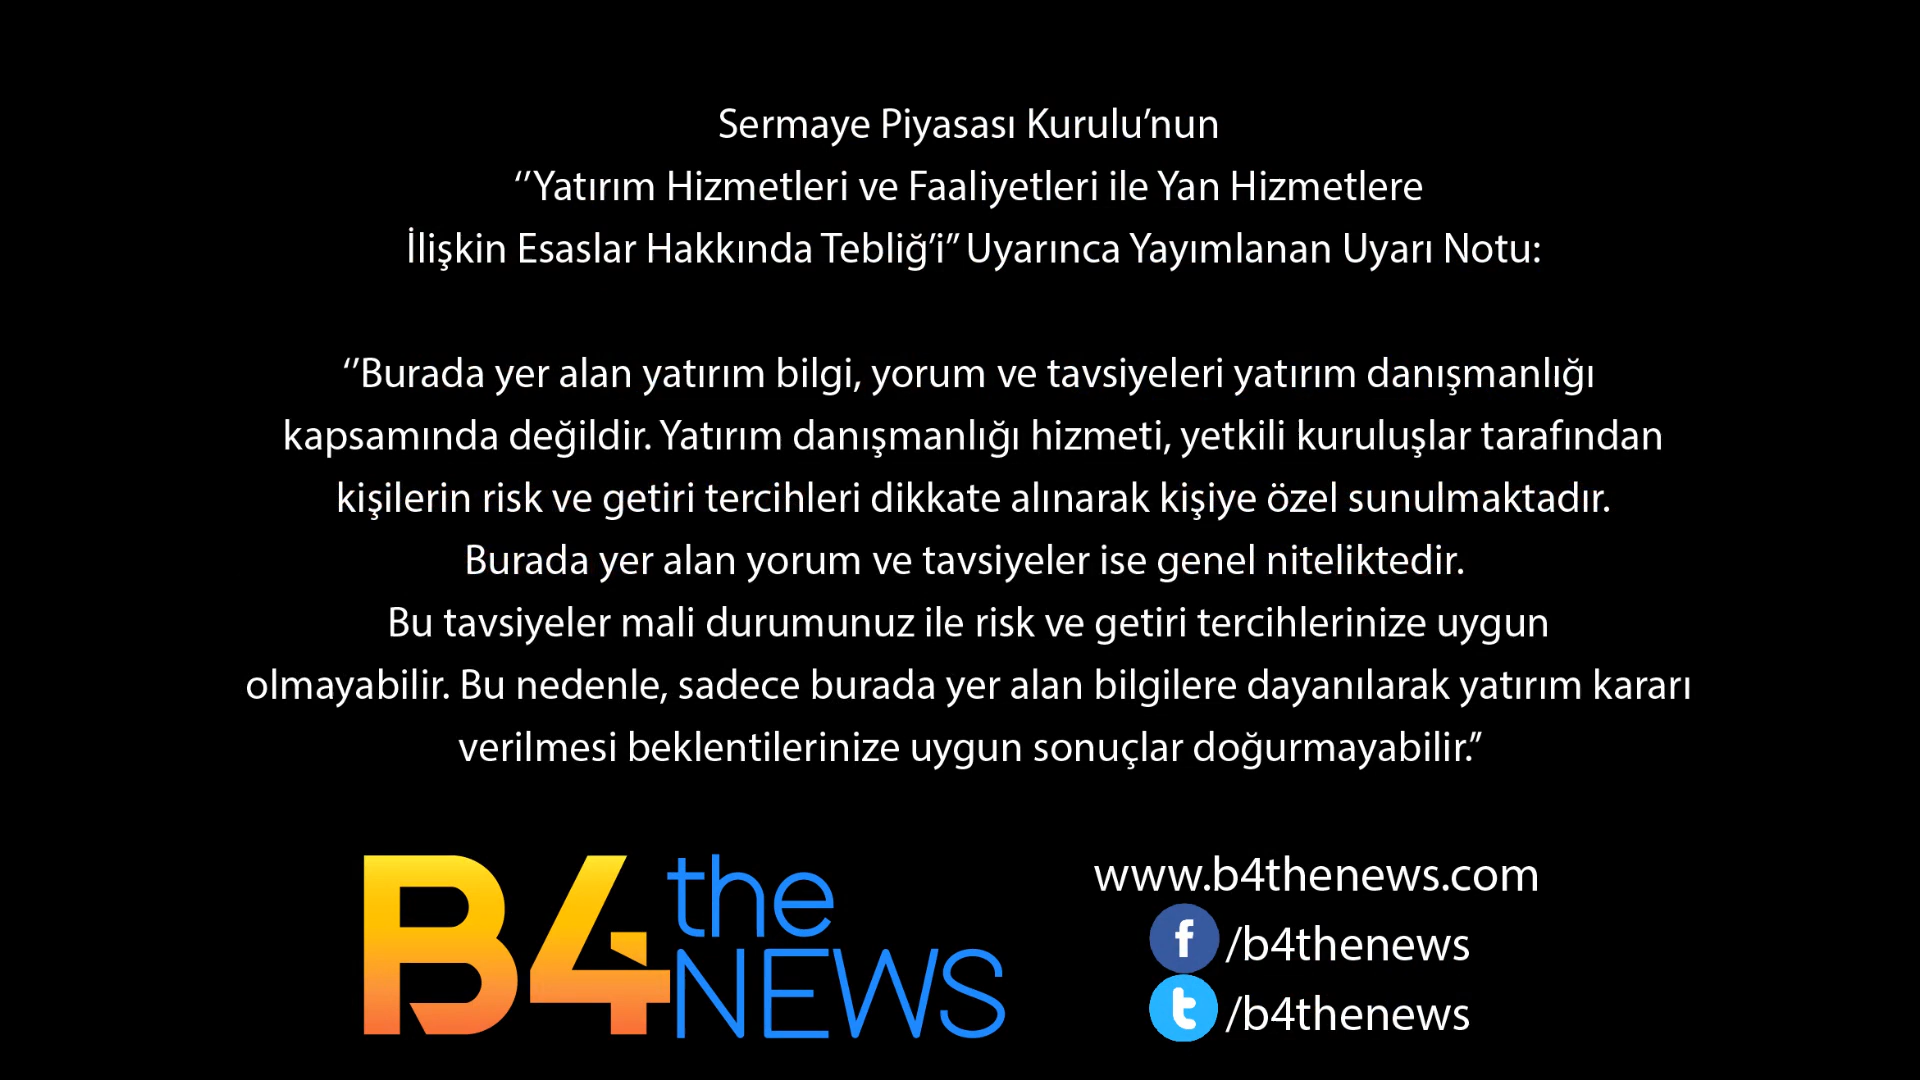 Sermaye Piyasası Kurulu’nun
‘’Yatırım Hizmetleri ve Faaliyetleri ile Yan Hizmetlere
İlişkin Esaslar Hakkında Tebliğ’i’’ Uyarınca Yayımlanan Uyarı Notu:
‘’Burada yer alan yatırım bilgi, yorum ve tavsiyeleri yatırım danışmanlığı
kapsamında değildir. Yatırım danışmanlığı hizmeti, yetkili kuruluşlar tarafından
kişilerin risk ve getiri tercihleri dikkate alınarak kişiye özel sunulmaktadır.
Burada yer alan yorum ve tavsiyeler ise genel niteliktedir.
Bu tavsiyeler mali durumunuz ile risk ve getiri tercihlerinize uygun
olmayabilir. Bu nedenle, sadece burada yer alan bilgilere dayanılarak yatırım kararı
verilmesi beklentilerinize uygun sonuçlar doğurmayabilir.’’
B4 the
NEWS
www.b4thenews.com
/b4thenews
/b4thenews